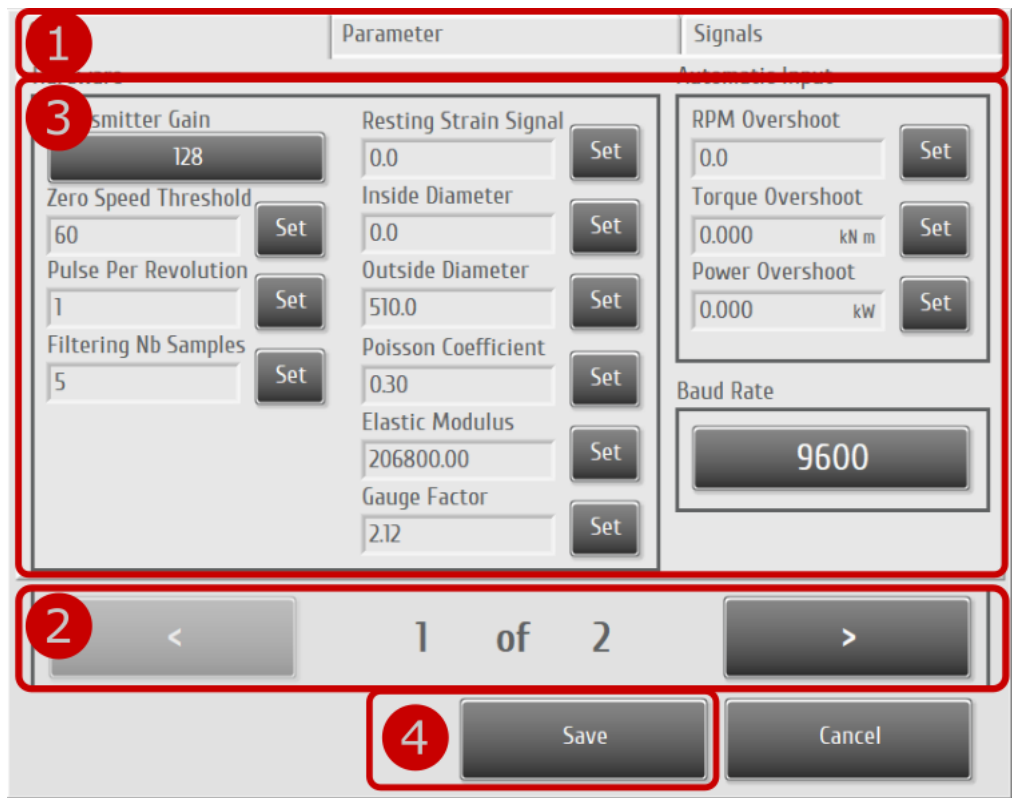 1
Parameter
Signals
3
smitter Gain
128
Zero Speed Threshold
60
Set
Pulse Per Revolution
1
Set
Filtering Nb Samples
5
Set
Resting Strain Signal
0.0
Set
Inside Diameter
0.0
Set
Outside Diameter
510.0
Set
Poisson Coefficient
0.30
Set
Elastic Modulus
206800.00
Set
Gauge Factor
2.12
Set
Automatic Input
RPM Overshoot
0.0
Set
Torque Overshoot
0.000 kN m
Set
Power Overshoot
0.000 kW
Set
Baud Rate
9600
2
<
1 of 2
>
4
Save
Cancel